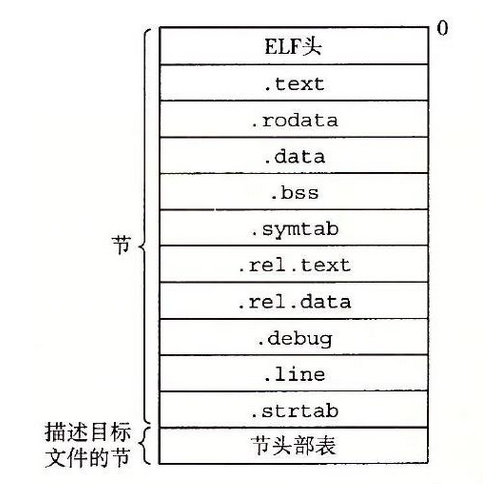 0
ELF头
.text
.rodata
.data
.bss
.symtab
节
.rel.text
.rel.data
.debug
.line
.strtab
描述目标
文件的节
节头部表